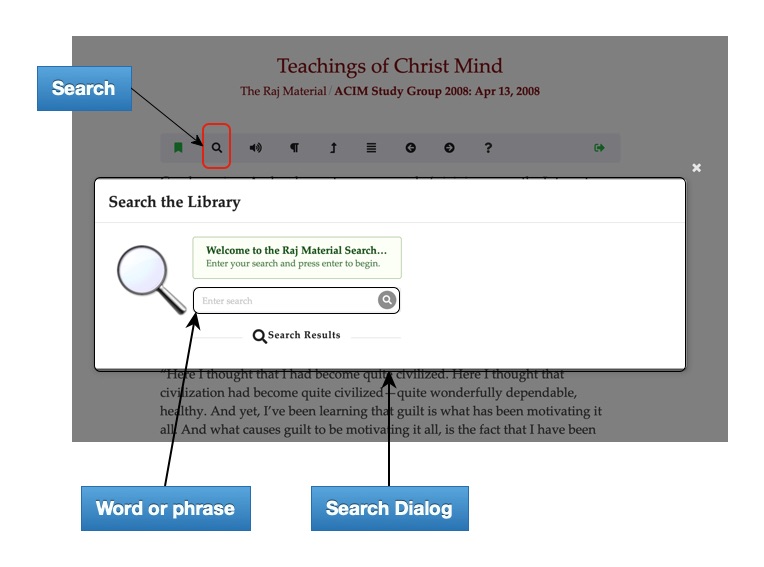 Teachings of Christ Mind
The Raj Material / ACIM Study Group 2008: Apr 13, 2008
Search
¶ ?
Search the Library
Welcome to the Raj Material Search...
Enter your search and press enter to begin.
Enter search
Search Results
“Here I thought that I had become quite civilized. Here I thought that
civilization had become quite civilized—quite wonderfully dependable,
healthy. And yet, I’ve been learning that guilt is what has been motivating it
all. And what causes guilt to be motivating it all, is the fact that I have been
Word or phrase
Search Dialog